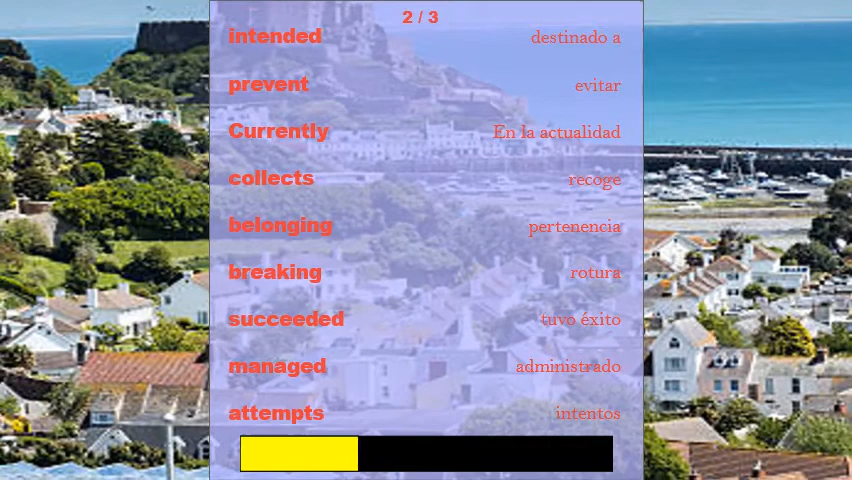 2 / 3
intended destinado a
prevent evitar
Currently En la actualidad
collects recoge
belonging pertenencia
breaking rotura
succeeded tuvo éxito
managed administrado
attempts intentos